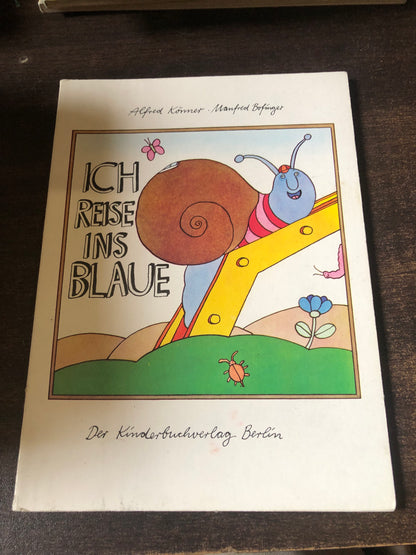 Alfred Könner · Manfred Bofinger
ICH
REISE
INS
BLAUE
Der Kinderbuchverlag Berlin